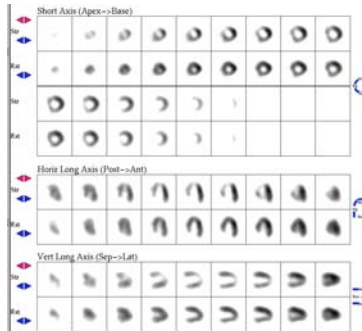 Short Axis (Apex->Base)
Str
Rst
Str
Rst
Horiz Long Axis (Post->Ant)
Str
Rst
Vert Long Axis (Sep->Lat)
Str
Rst